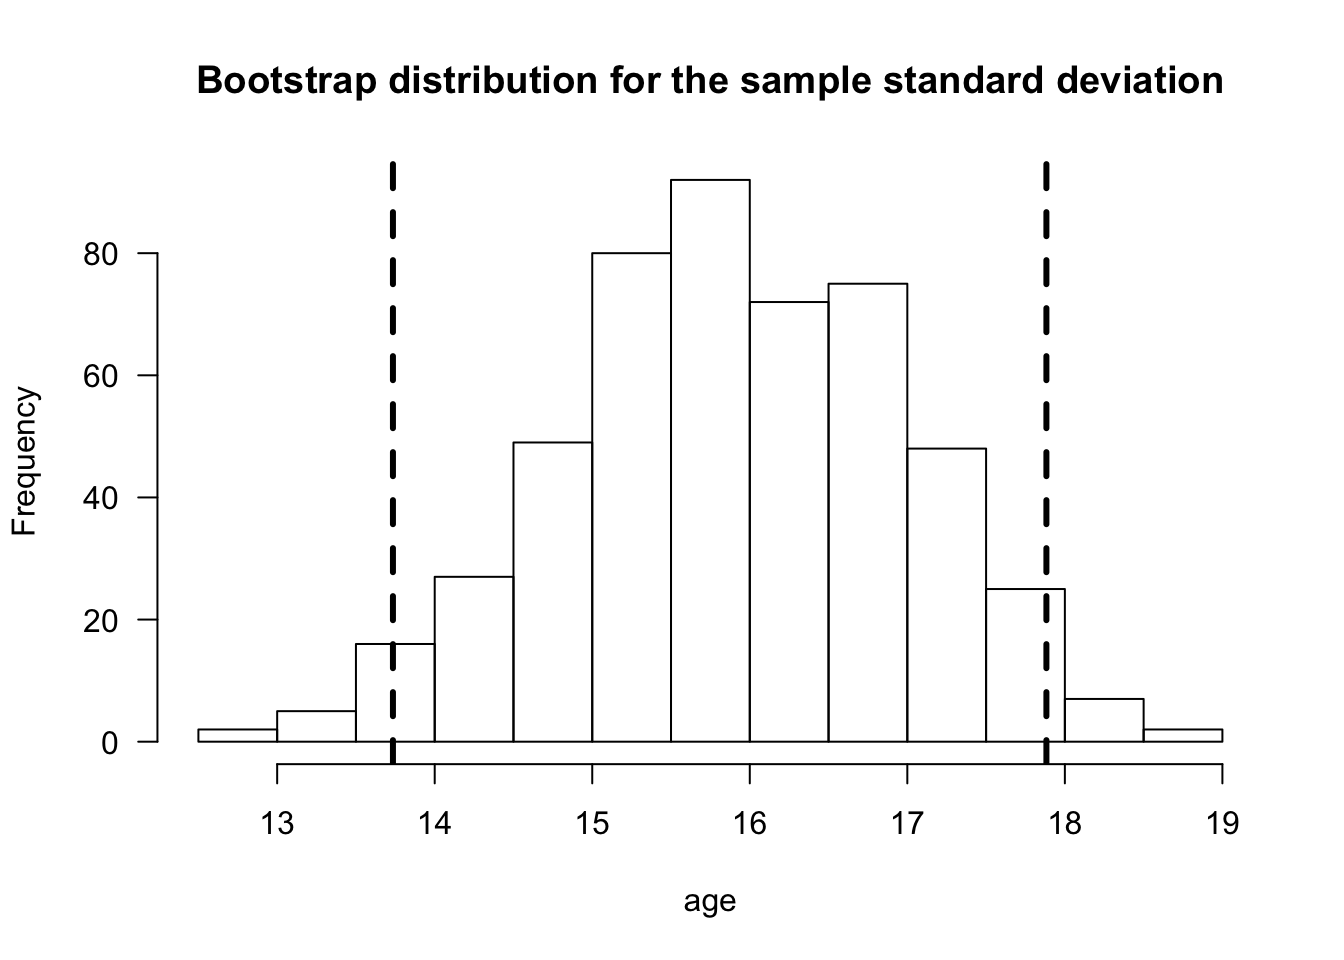 Bootstrap distribution for the sample standard deviation
Frequency
80
60
40
20
0
13 14 15 16 17 18 19
age